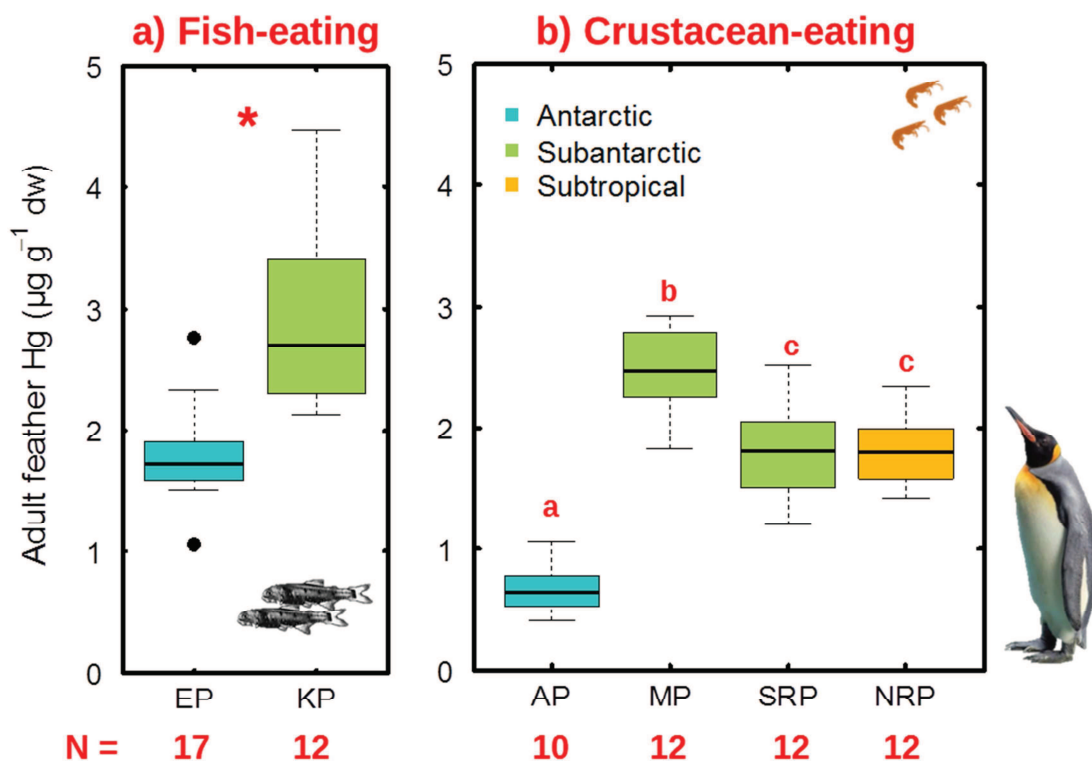 a) Fish-eating
b) Crustacean-eating
Adult feather Hg (µg g⁻¹ dw)
5
4
3
2
1
0
*
EP
KP
5
4
3
2
1
0
Antarctic
Subantarctic
Subtropical
a
b
c
c
AP
MP
SRP
NRP
N = 17 12 10 12 12 12